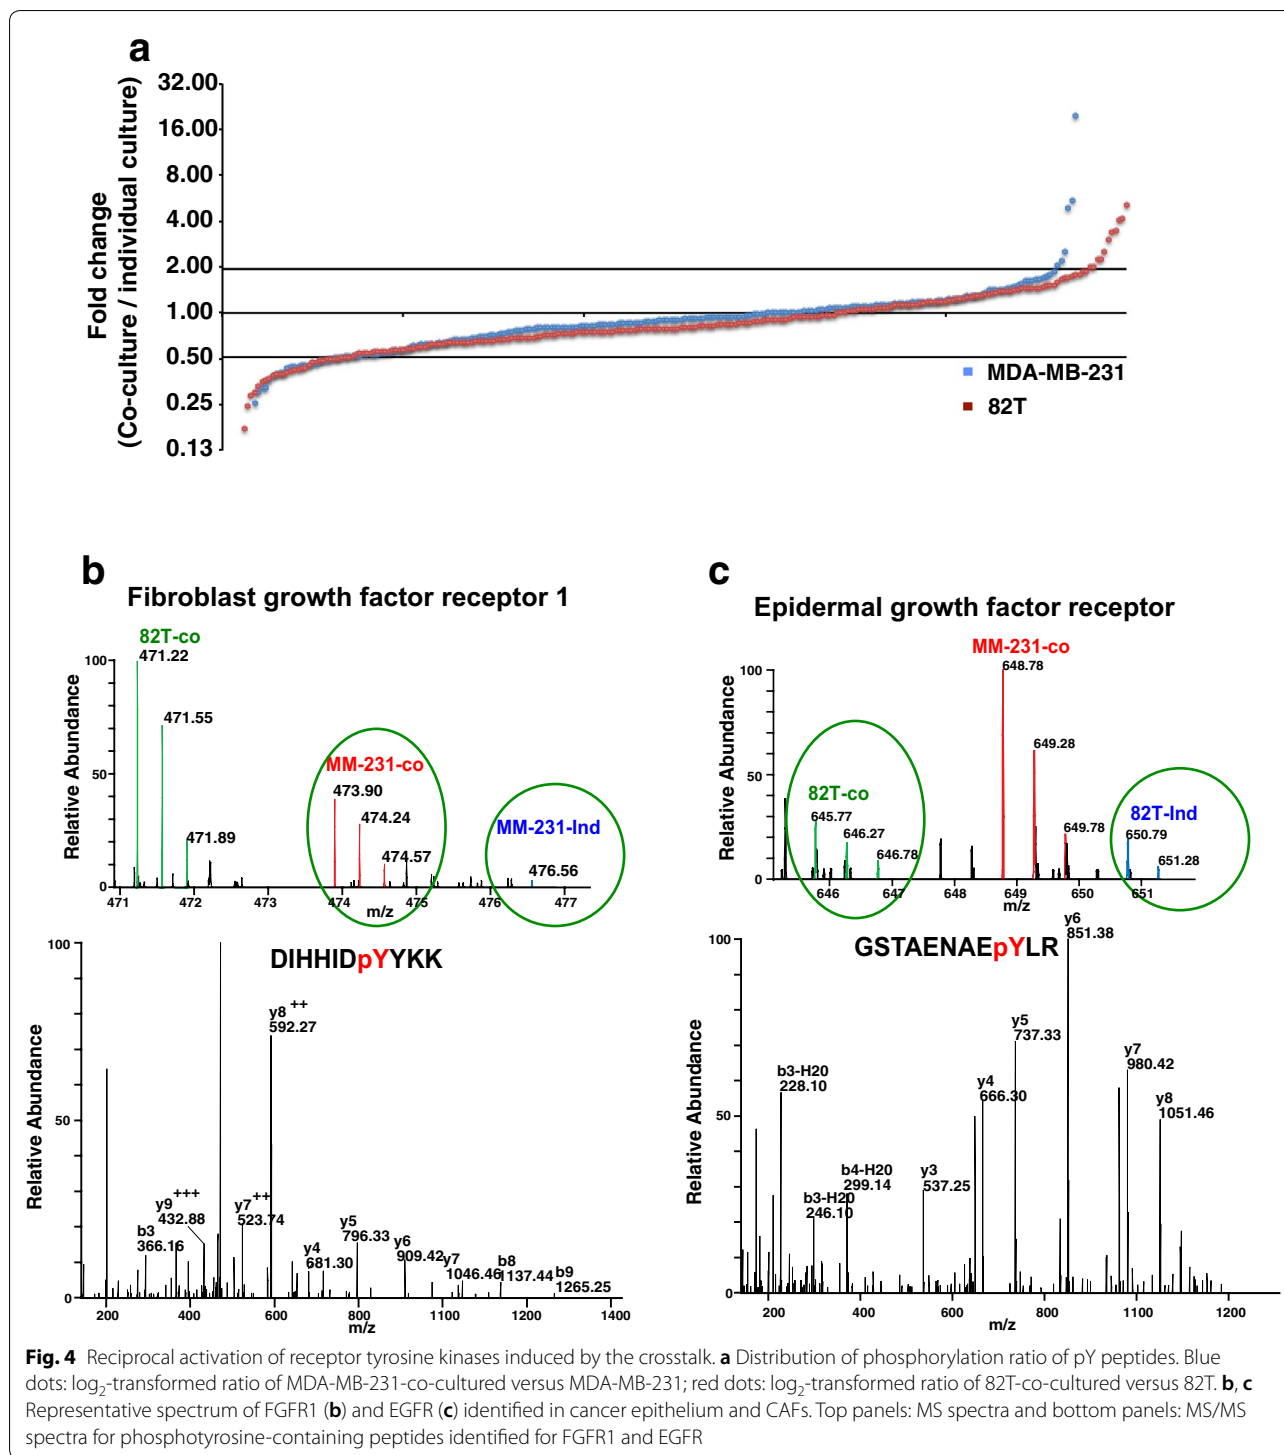 a
32.00
16.00
8.00
4.00
2.00
1.00
0.50
0.25
0.13
Fold change
(Co-culture / individual culture)
MDA-MB-231
82T
b
Fibroblast growth factor receptor 1
82T-co
471.22
471.55
471.89
MM-231-co
473.90
474.24
474.57
MM-231-Ind
476.56
100
50
0
Relative Abundance
471 472 473 474 475 476 477
m/z
DIHHIDpYYKK
100
50
0
Relative Abundance
y8 ++
592.27
y9 +++
432.88
y7 ++
523.74
b3
366.16
y4
681.30
y5
796.33
y6
909.42
y7
1046.46
b8
1137.44
b9
1265.25
200 400 600 800 1000 1200 1400
m/z
c
Epidermal growth factor receptor
MM-231-co
648.78
649.28
649.78
82T-co
645.77
646.27
646.78
82T-Ind
650.79
651.28
100
50
0
Relative Abundance
646 647 648 649 650 651
m/z
GSTAENAEpYLR
100
50
0
Relative Abundance
y6
851.38
y5
737.33
y7
980.42
y4
666.30
y8
1051.46
b3-H20
228.10
b4-H20
299.14
y3
537.25
b3-H20
246.10
200 400 600 800 1000 1200
m/z
Fig. 4 Reciprocal activation of receptor tyrosine kinases induced by the crosstalk. a Distribution of phosphorylation ratio of pY peptides. Blue
dots: log2-transformed ratio of MDA-MB-231-co-cultured versus MDA-MB-231; red dots: log2-transformed ratio of 82T-co-cultured versus 82T. b, c
Representative spectrum of FGFR1 (b) and EGFR (c) identified in cancer epithelium and CAFs. Top panels: MS spectra and bottom panels: MS/MS
spectra for phosphotyrosine-containing peptides identified for FGFR1 and EGFR